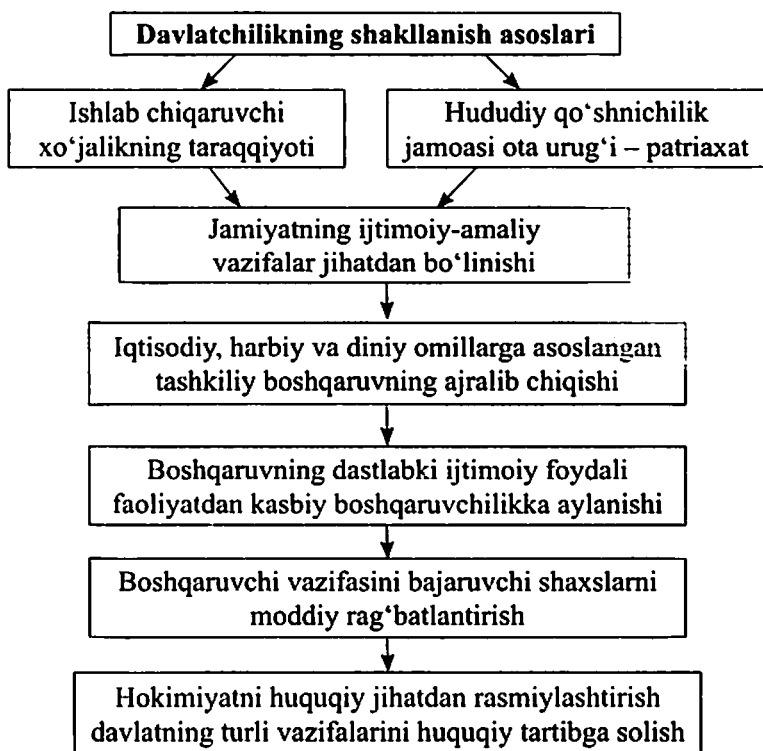 Davlatchilikning shakllanish asoslari
Ishlab chiqaruvchi
xo‘jalikning taraqqiyoti
Hududiy qo‘shnichilik
jamoasi ota urug‘i – patriaxat
Jamiyatning ijtimoiy-amaliy
vazifalar jihatdan bo‘linishi
Iqtisodiy, harbiy va diniy omillarga asoslangan
tashkiliy boshqaruvning ajralib chiqishi
Boshqaruvning dastlabki ijtimoiy foydali
faoliyatdan kasbiy boshqaruvchilikka aylanishi
Boshqaruvchi vazifasini bajaruvchi shaxslarni
moddiy rag‘batlantirish
Hokimiyatni huquqiy jihatdan rasmiylashtirish
davlatning turli vazifalarini huquqiy tartibga solish